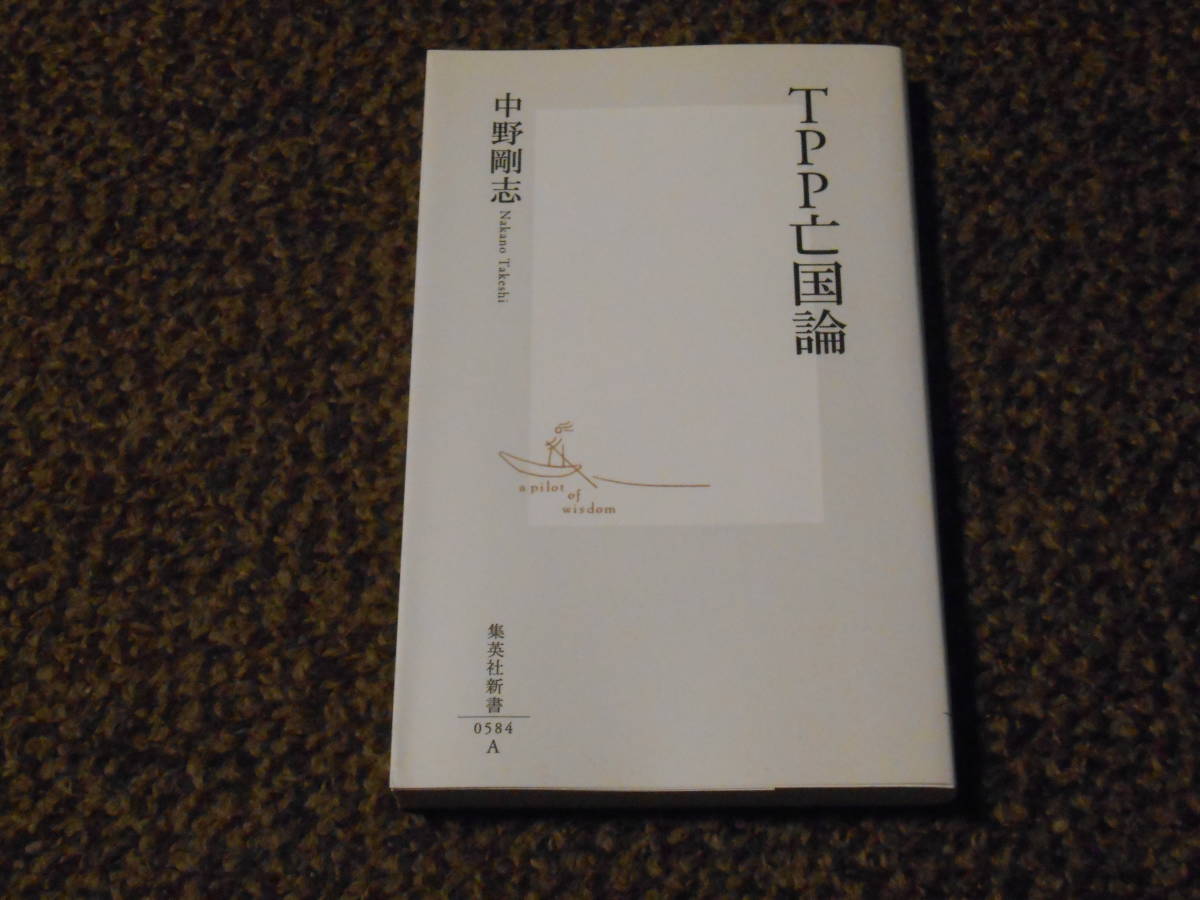 TPP亡国論
中野剛志
Nakano Takeshi
a pilot
of
wisdom
集英社新書
0584
A